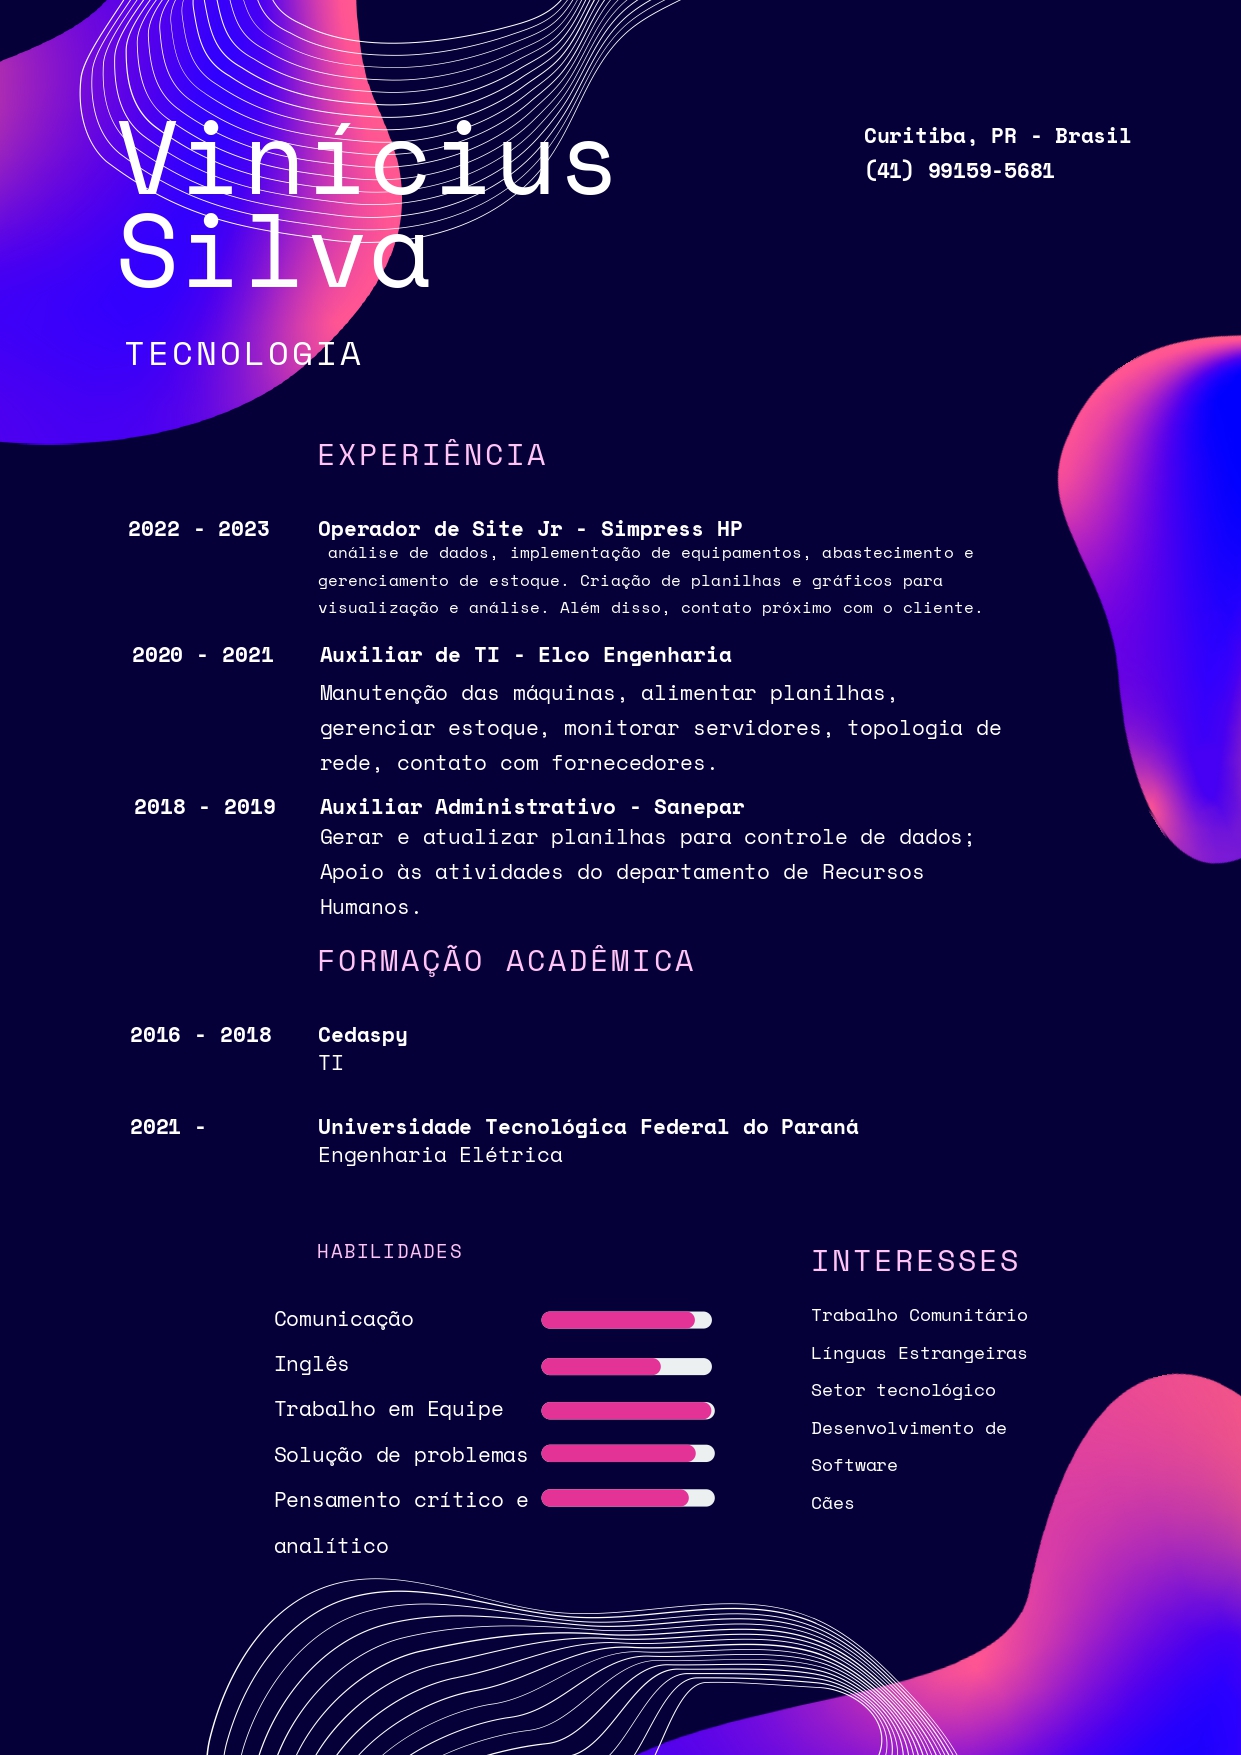 Vinícius
Silva
Curitiba, PR - Brasil
(41) 99159-5681
TECNOLOGIA
EXPERIÊNCIA
2022 - 2023 Operador de Site Jr - Simpress HP
análise de dados, implementação de equipamentos, abastecimento e
gerenciamento de estoque. Criação de planilhas e gráficos para
visualização e análise. Além disso, contato próximo com o cliente.
2020 - 2021 Auxiliar de TI - Elco Engenharia
Manutenção das máquinas, alimentar planilhas,
gerenciar estoque, monitorar servidores, topologia de
rede, contato com fornecedores.
2018 - 2019 Auxiliar Administrativo - Sanepar
Gerar e atualizar planilhas para controle de dados;
Apoio às atividades do departamento de Recursos
Humanos.
FORMAÇÃO ACADÊMICA
2016 - 2018 Cedaspy
TI
2021 - Universidade Tecnológica Federal do Paraná
Engenharia Elétrica
HABILIDADES
Comunicação
Inglês
Trabalho em Equipe
Solução de problemas
Pensamento crítico e
analítico
INTERESSES
Trabalho Comunitário
Línguas Estrangeiras
Setor tecnológico
Desenvolvimento de
Software
Cães